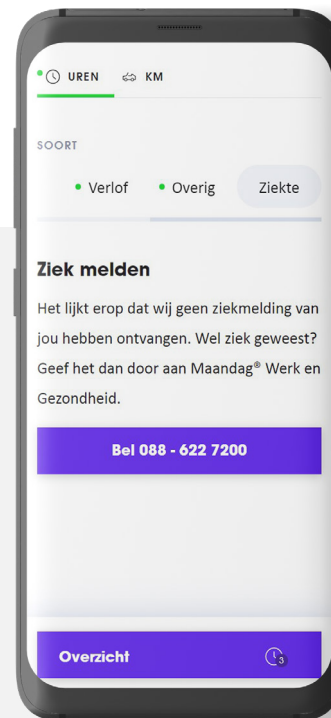 UREN KM
SOORT
Verlof Overig Ziekte
Ziek melden
Het lijkt erop dat wij geen ziekmelding van
jou hebben ontvangen. Wel ziek geweest?
Geef het dan door aan Maandag® Werk en
Gezondheid.
Bel 088 - 622 7200
Overzicht 3